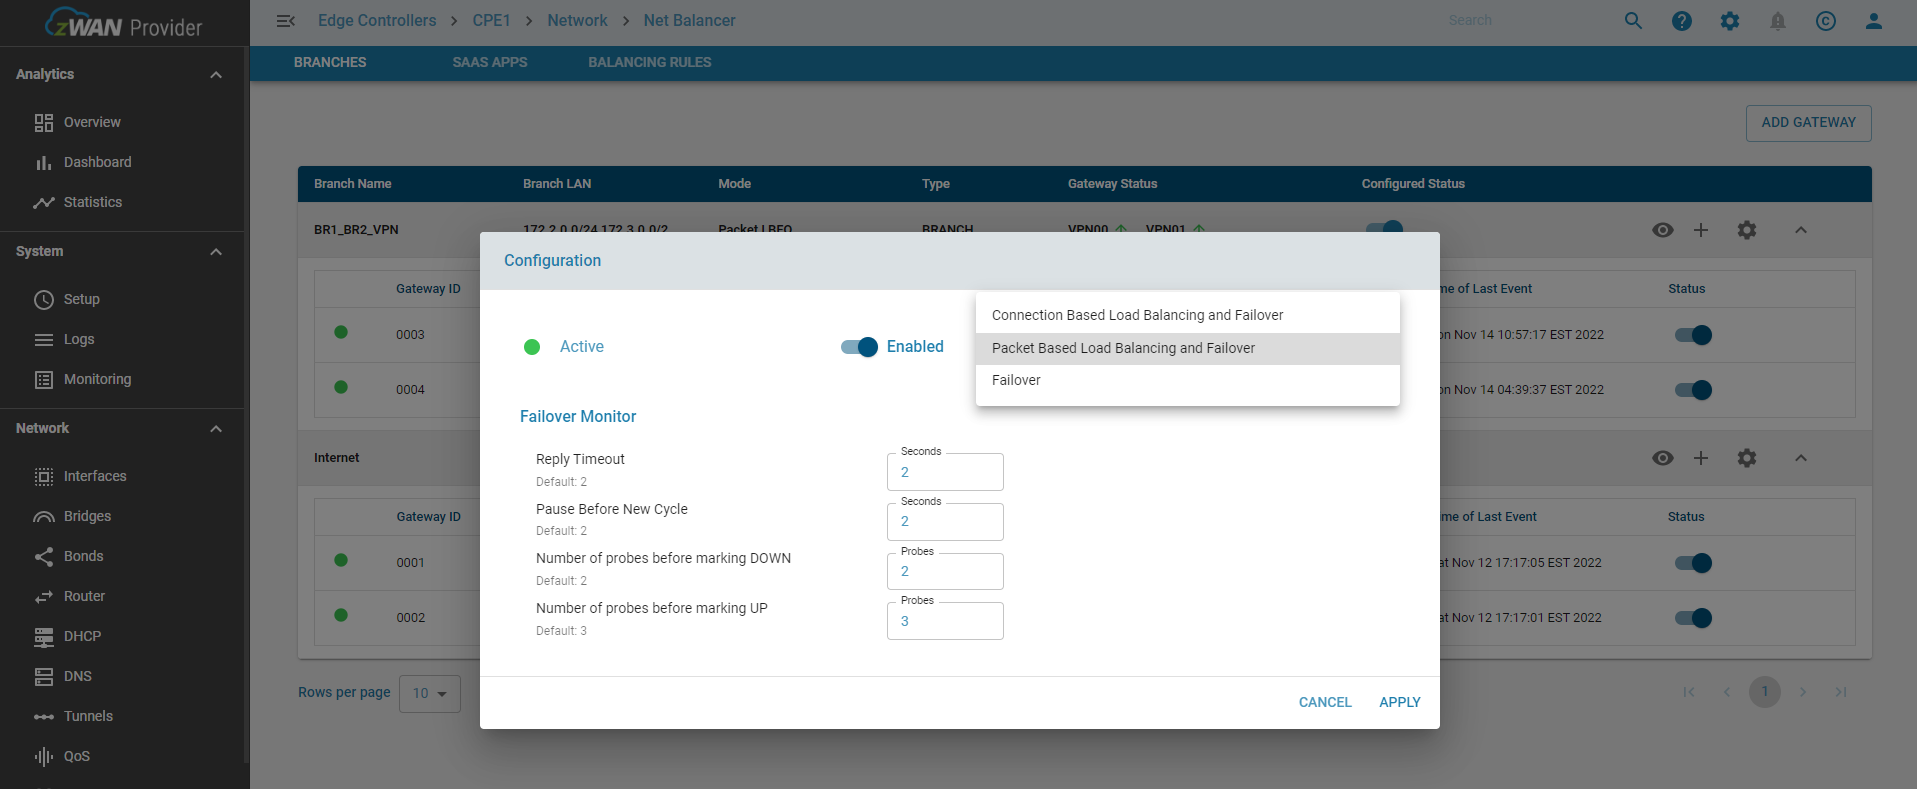 zWAN Provider
Edge Controllers > CPE1 > Network > Net Balancer
Search
BRANCHES SAAS APPS BALANCING RULES
Analytics
Overview
Dashboard
Statistics
System
Setup
Logs
Monitoring
Network
Interfaces
Bridges
Bonds
Router
DHCP
DNS
Tunnels
QoS
ADD GATEWAY
Branch Name Branch LAN Mode Type Gateway Status Configured Status
BR1_BR2_VPN 172.2.0.0/24,172.3.0.0/2 Packet LBFO BRANCH VPN00 VPN01
Gateway ID me of Last Event Status
0003 on Nov 14 10:57:17 EST 2022
0004 on Nov 14 04:39:37 EST 2022
Internet
Gateway ID me of Last Event Status
0001 at Nov 12 17:17:05 EST 2022
0002 at Nov 12 17:17:01 EST 2022
Rows per page 10
1
Configuration
Active Enabled
Connection Based Load Balancing and Failover
Packet Based Load Balancing and Failover
Failover
Failover Monitor
Reply Timeout
Default: 2
Seconds
2
Pause Before New Cycle
Default: 2
Seconds
2
Number of probes before marking DOWN
Default: 2
Probes
2
Number of probes before marking UP
Default: 3
Probes
3
CANCEL APPLY